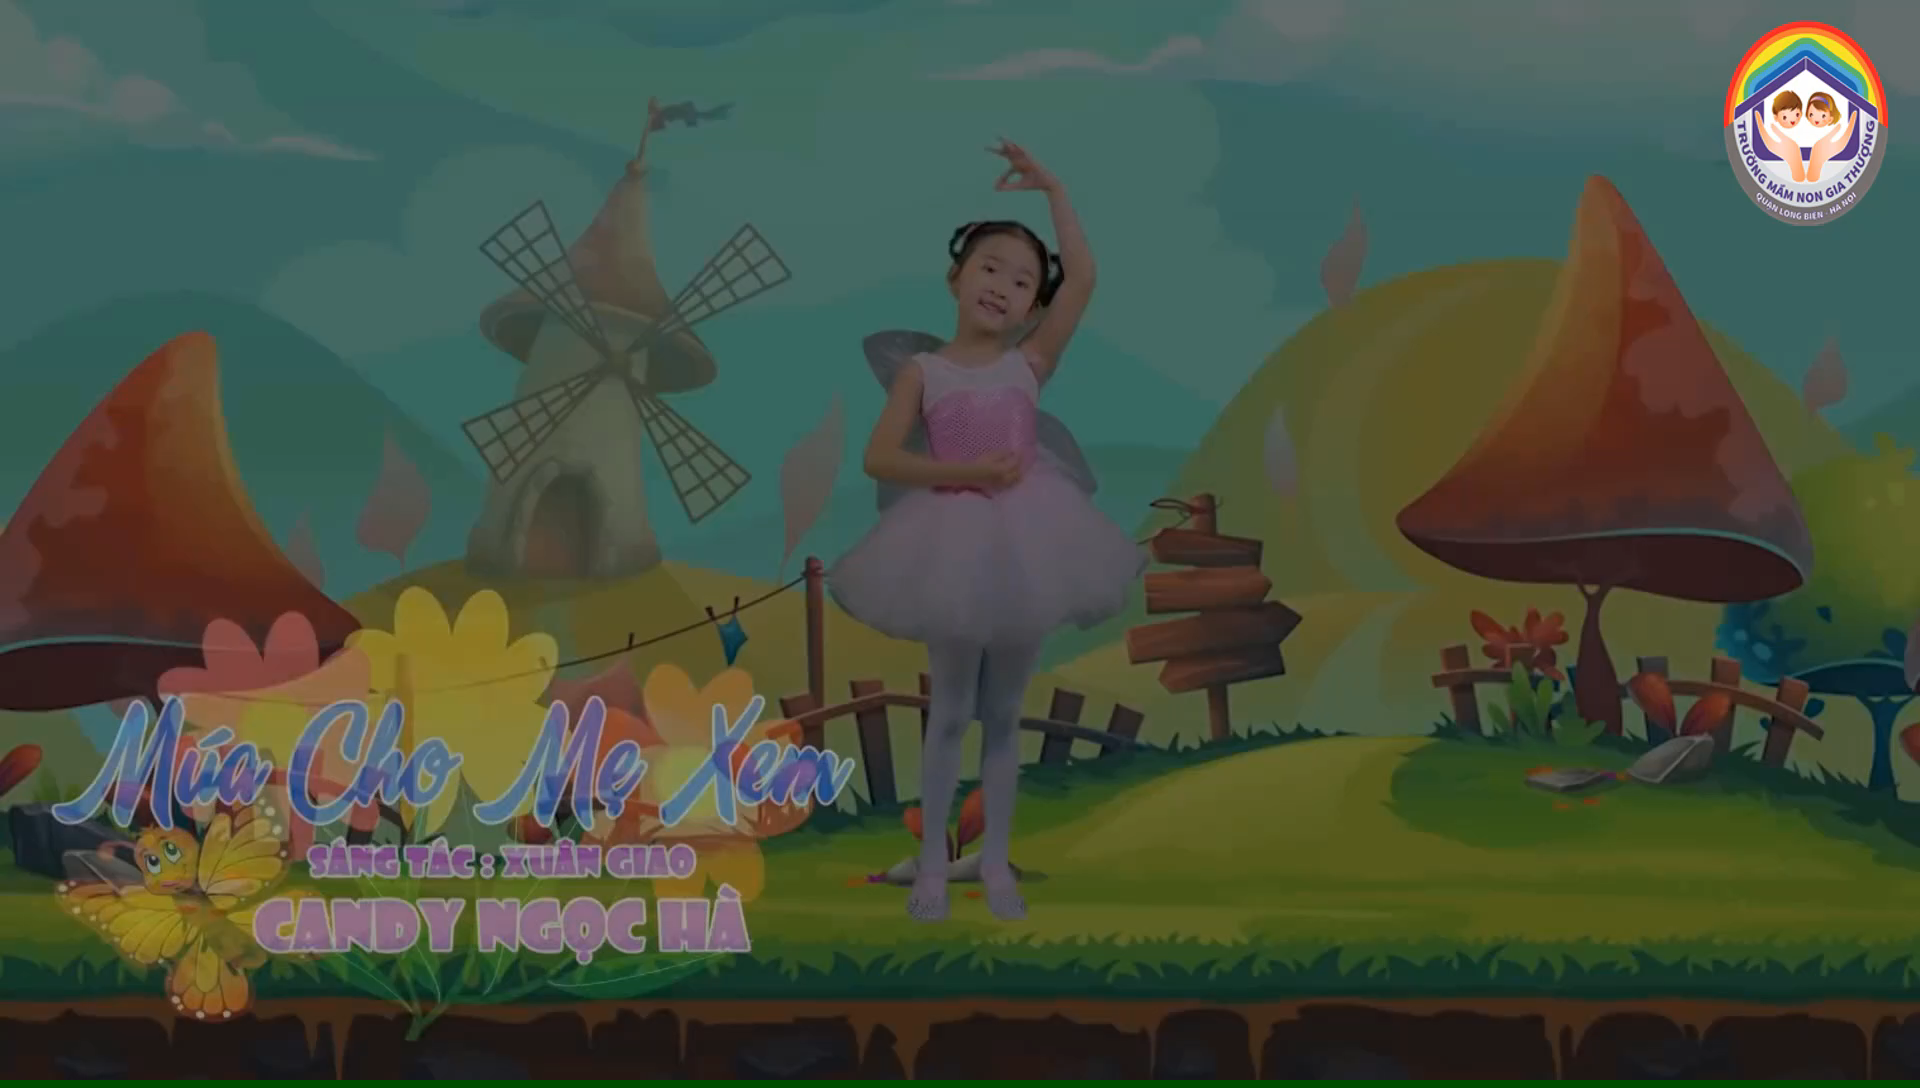 TRƯỜNG MẦM NON GIA THƯỢNG
QUẬN LONG BIÊN - HÀ NỘI
Múa Cho Mẹ Xem
SÁNG TÁC : XUÂN GIAO
CANDY NGỌC HÀ